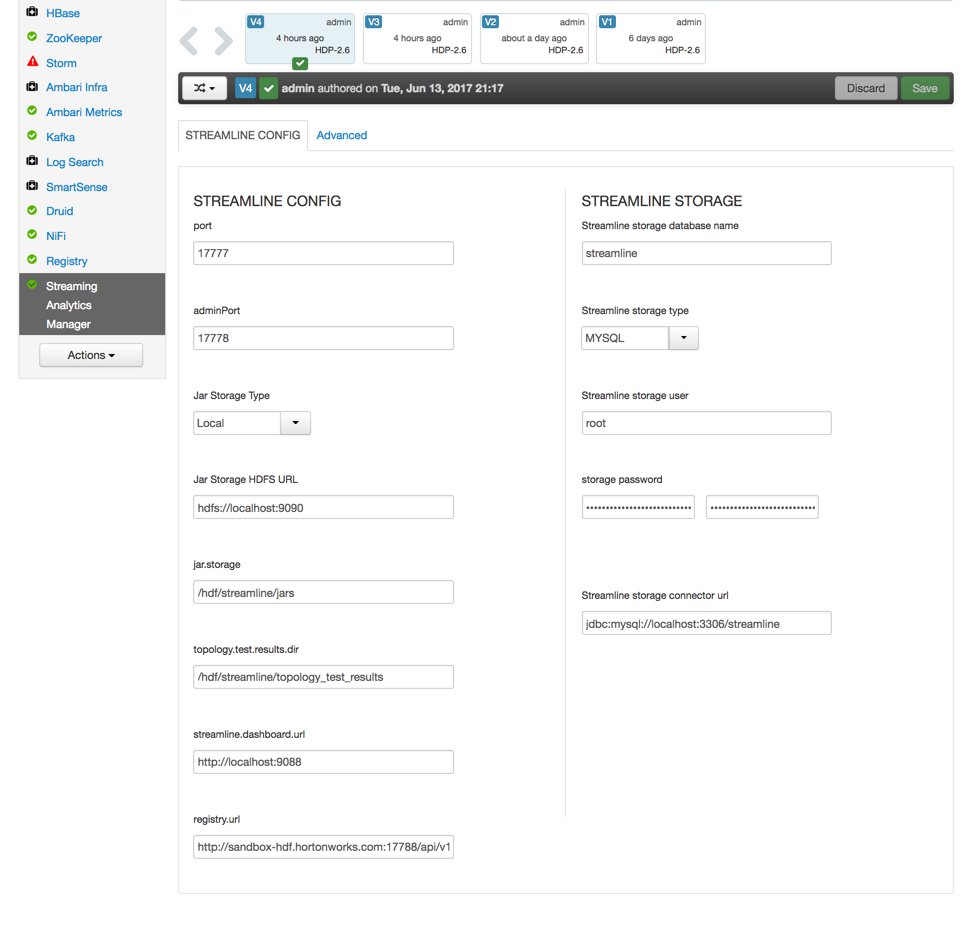 HBase
ZooKeeper
Storm
Ambari Infra
Ambari Metrics
Kafka
Log Search
SmartSense
Druid
NiFi
Registry
Streaming
Analytics
Manager
Actions
V4 admin
4 hours ago
HDP-2.6
V3 admin
4 hours ago
HDP-2.6
V2 admin
about a day ago
HDP-2.6
V1 admin
6 days ago
HDP-2.6
V4 admin authored on Tue, Jun 13, 2017 21:17
Discard
Save
STREAMLINE CONFIG
Advanced
STREAMLINE CONFIG
port
17777
adminPort
17778
Jar Storage Type
Local
Jar Storage HDFS URL
hdfs://localhost:9090
jar.storage
/hdf/streamline/jars
topology.test.results.dir
/hdf/streamline/topology_test_results
streamline.dashboard.url
http://localhost:9088
registry.url
http://sandbox-hdf.hortonworks.com:17788/api/v1
STREAMLINE STORAGE
Streamline storage database name
streamline
Streamline storage type
MYSQL
Streamline storage user
root
storage password
Streamline storage connector url
jdbc:mysql://localhost:3306/streamline